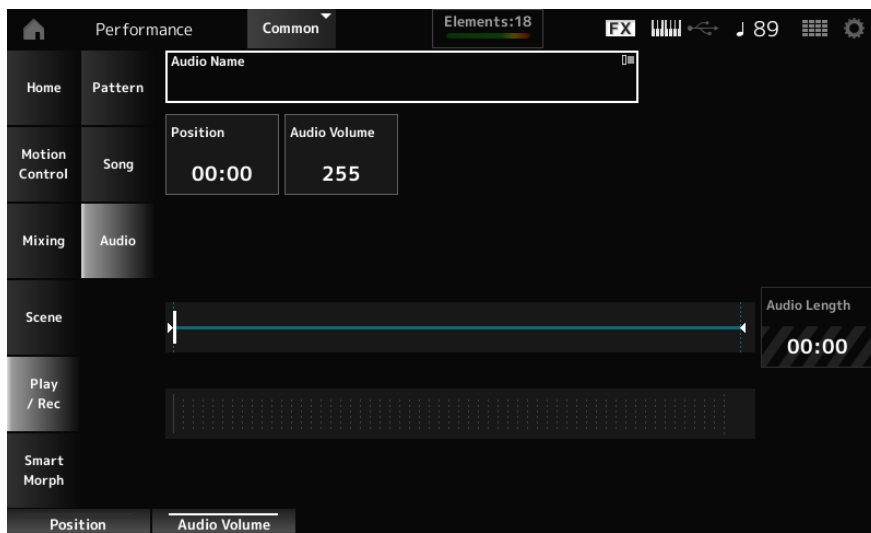 Performance
Common
Elements:18
FX
89
Home
Pattern
Audio Name
Position
Audio Volume
00:00
255
Motion
Control
Song
Mixing
Audio
Scene
Audio Length
00:00
Play
/ Rec
Smart
Morph
Position
Audio Volume